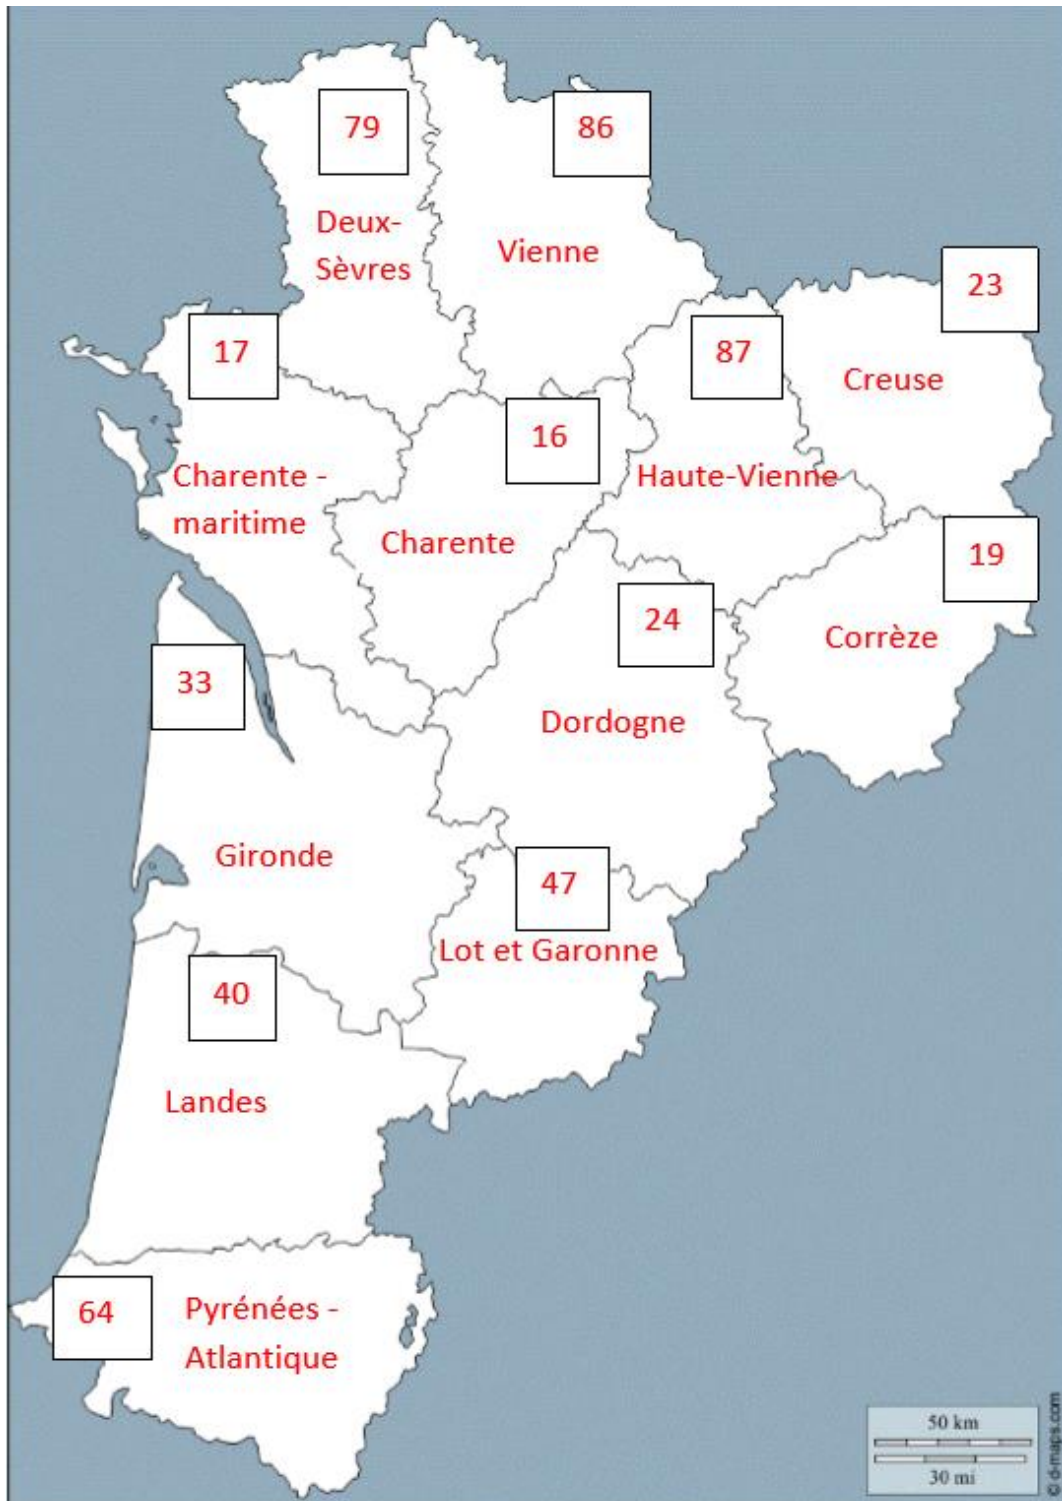 79
86
Deux-
Sèvres
Vienne
23
17
87
Creuse
16
Charente -
maritime
Haute-Vienne
Charente
19
24
Corrèze
33
Dordogne
Gironde
47
Lot et Garonne
40
Landes
64
Pyrénées -
Atlantique
50 km
30 mi
© d-maps.com